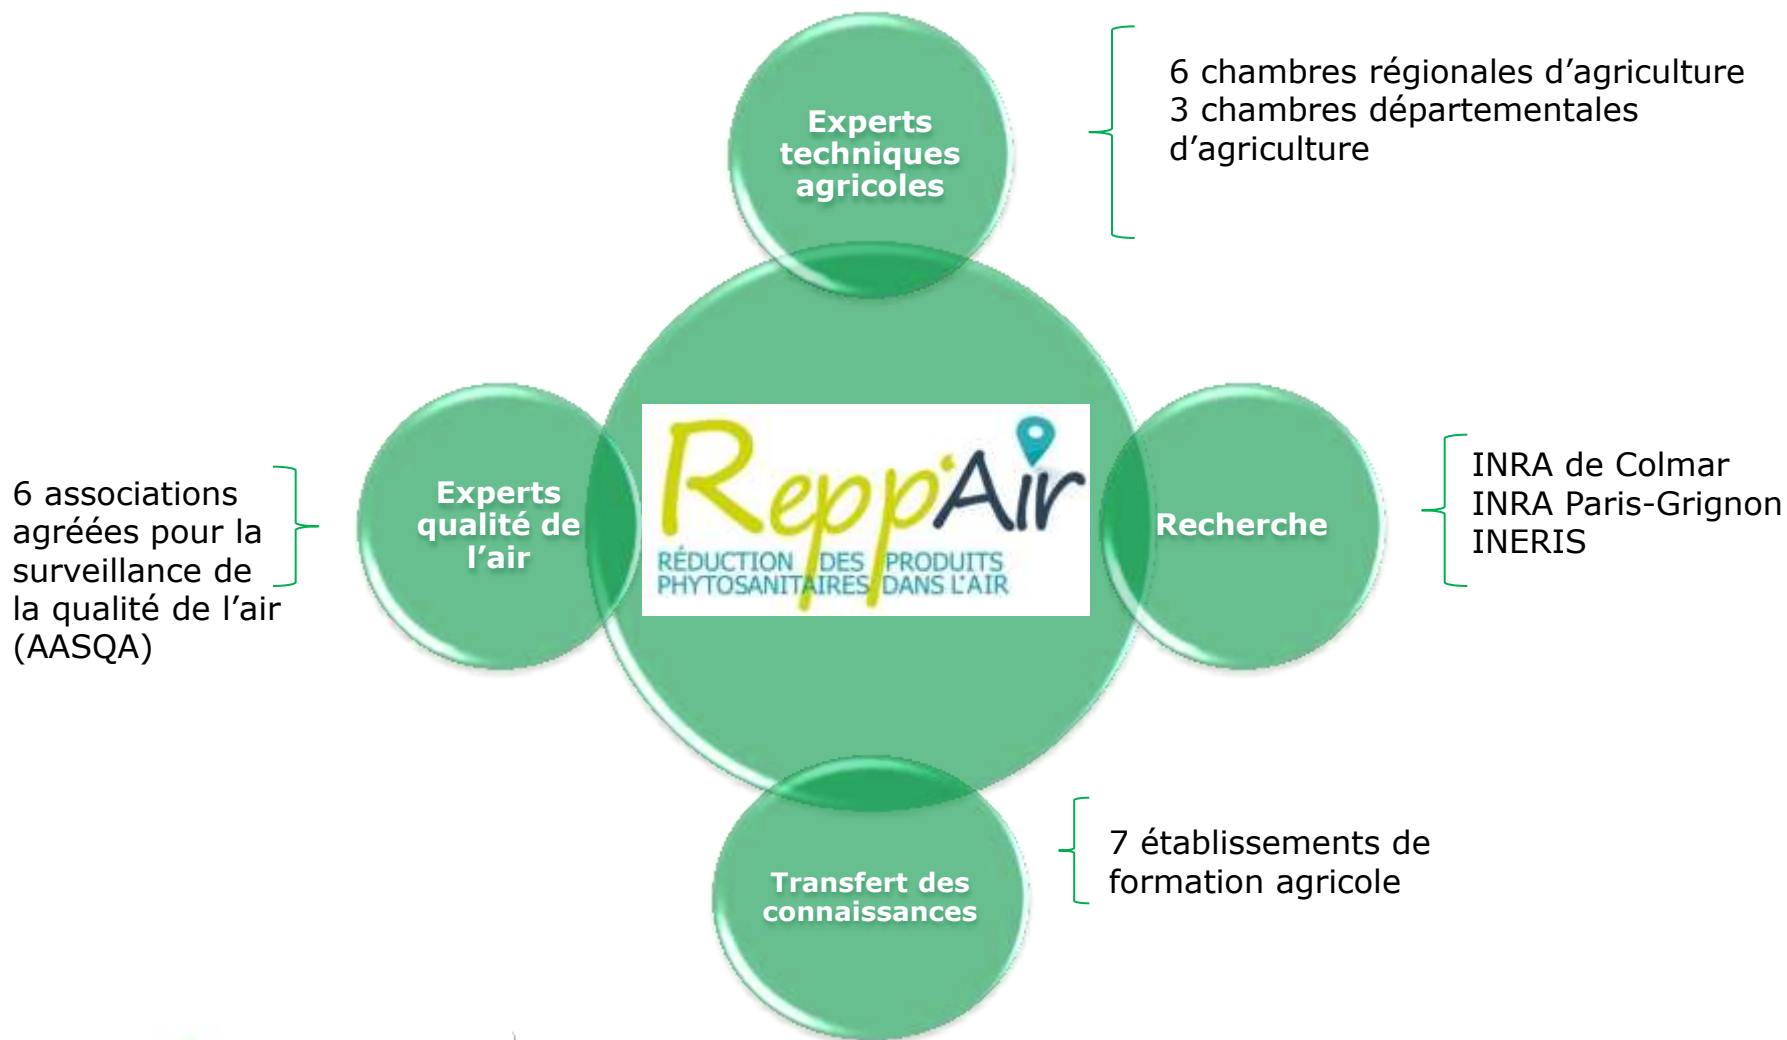 Experts
techniques
agricoles
6 chambres régionales d’agriculture
3 chambres départementales
d’agriculture
6 associations
agréées pour la
surveillance de
la qualité de l’air
(AASQA)
Experts
qualité de
l’air
Repp‘Air
RÉDUCTION DES PRODUITS
PHYTOSANITAIRES DANS L’AIR
Recherche
INRA de Colmar
INRA Paris-Grignon
INERIS
Transfert des
connaissances
7 établissements de
formation agricole